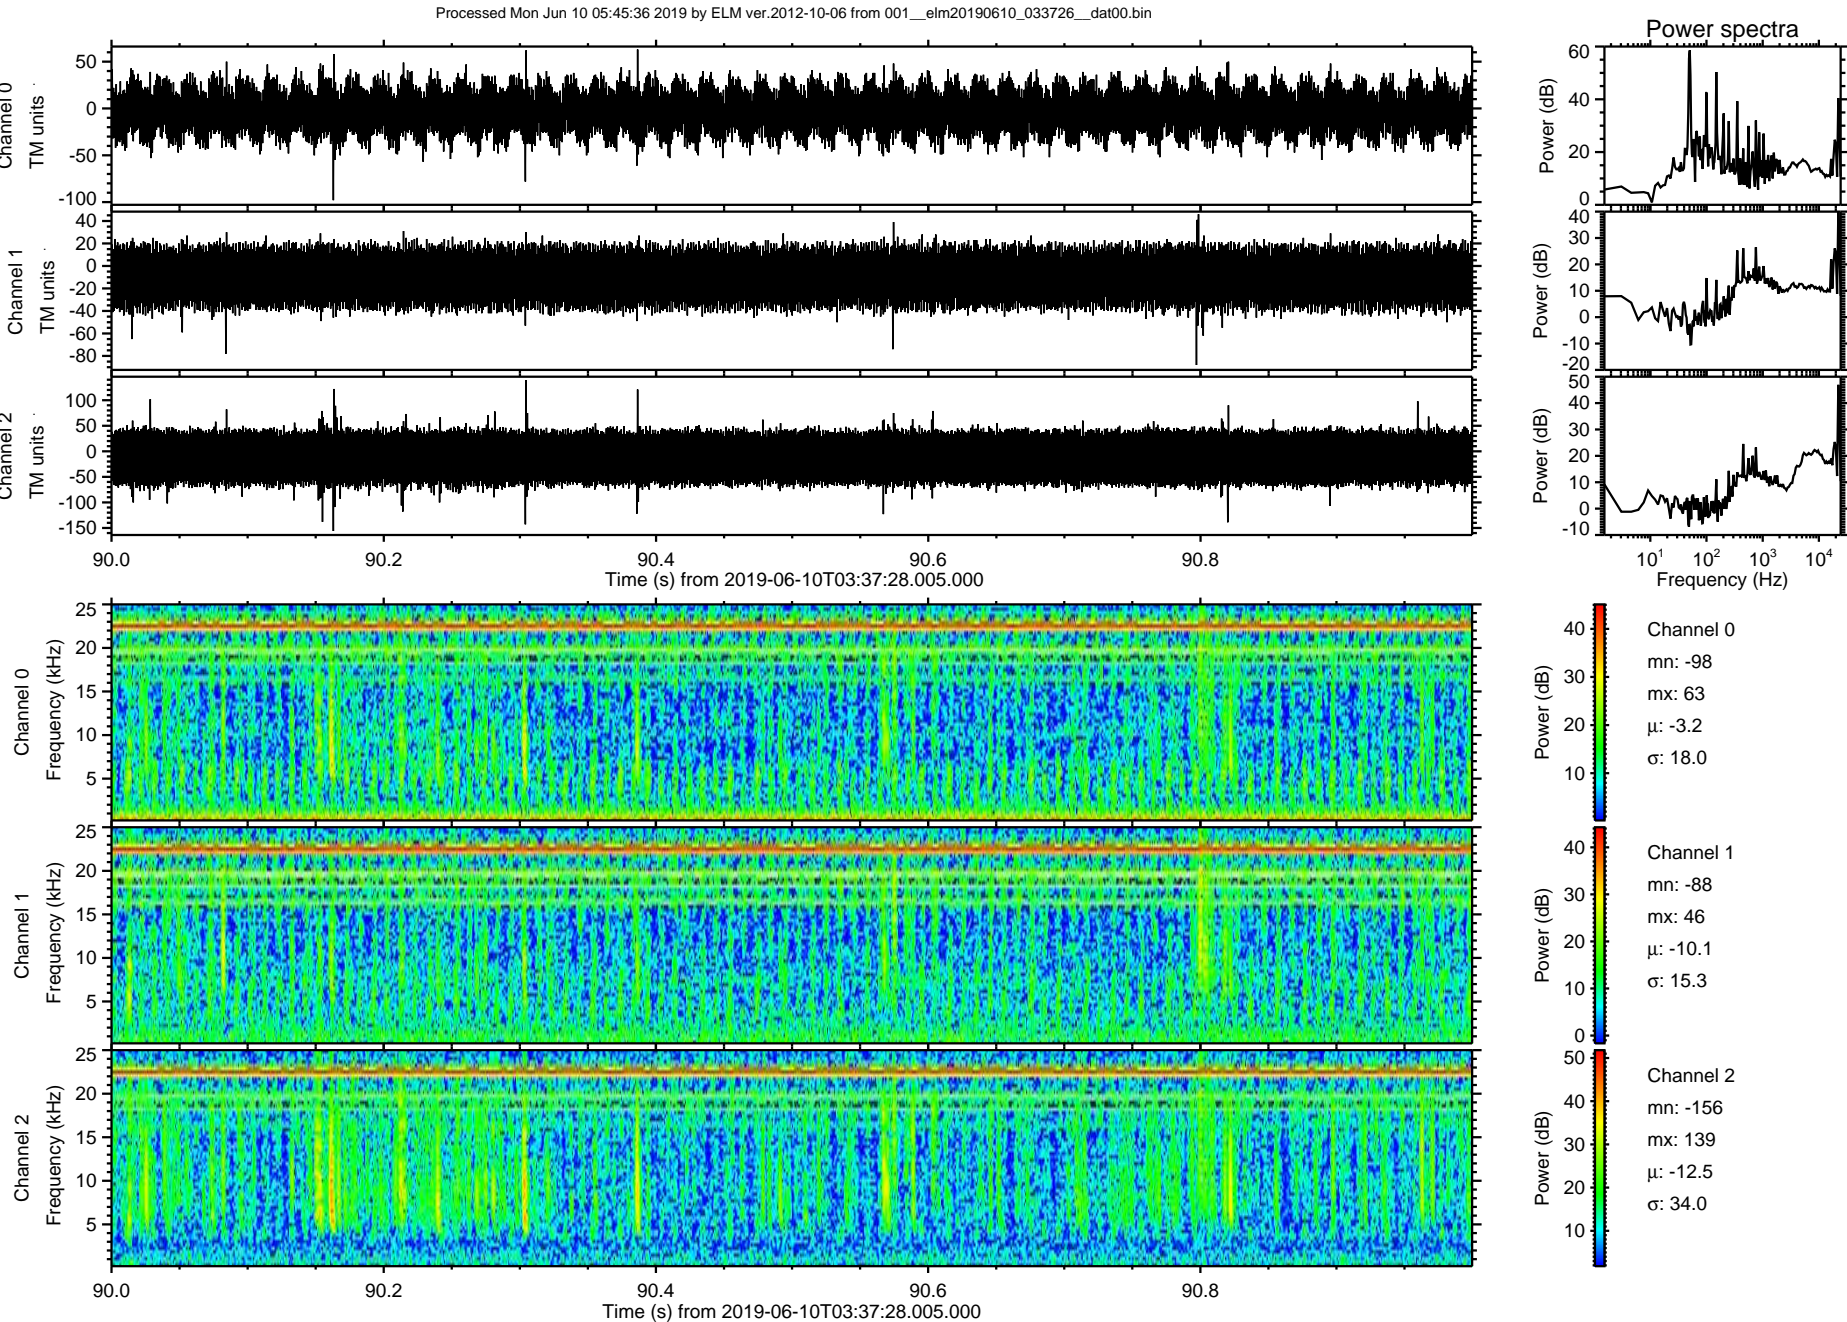 Processed Mon Jun 10 05:45:36 2019 by ELM ver.2012-10-06 from 001__elm20190610_033726__dat00.bin
Power spectra
Channel 0
TM units
50
0
-50
-100
Power (dB)
60
40
20
0
Channel 1
TM units
40
20
0
-20
-40
-60
-80
Power (dB)
40
30
20
10
0
-10
-20
Channel 2
TM units
100
50
0
-50
-100
-150
Power (dB)
50
40
30
20
10
0
-10
90.0 90.2 90.4 90.6 90.8
Time (s) from 2019-06-10T03:37:28.005.000
10¹ 10² 10³ 10⁴
Frequency (Hz)
Channel 0
Frequency (kHz)
25
20
15
10
5
Power (dB)
40
30
20
10
Channel 0
mn: -98
mx: 63
μ: -3.2
σ: 18.0
Channel 1
Frequency (kHz)
25
20
15
10
5
Power (dB)
40
30
20
10
0
Channel 1
mn: -88
mx: 46
μ: -10.1
σ: 15.3
Channel 2
Frequency (kHz)
25
20
15
10
5
Power (dB)
50
40
30
20
10
Channel 2
mn: -156
mx: 139
μ: -12.5
σ: 34.0
90.0 90.2 90.4 90.6 90.8
Time (s) from 2019-06-10T03:37:28.005.000